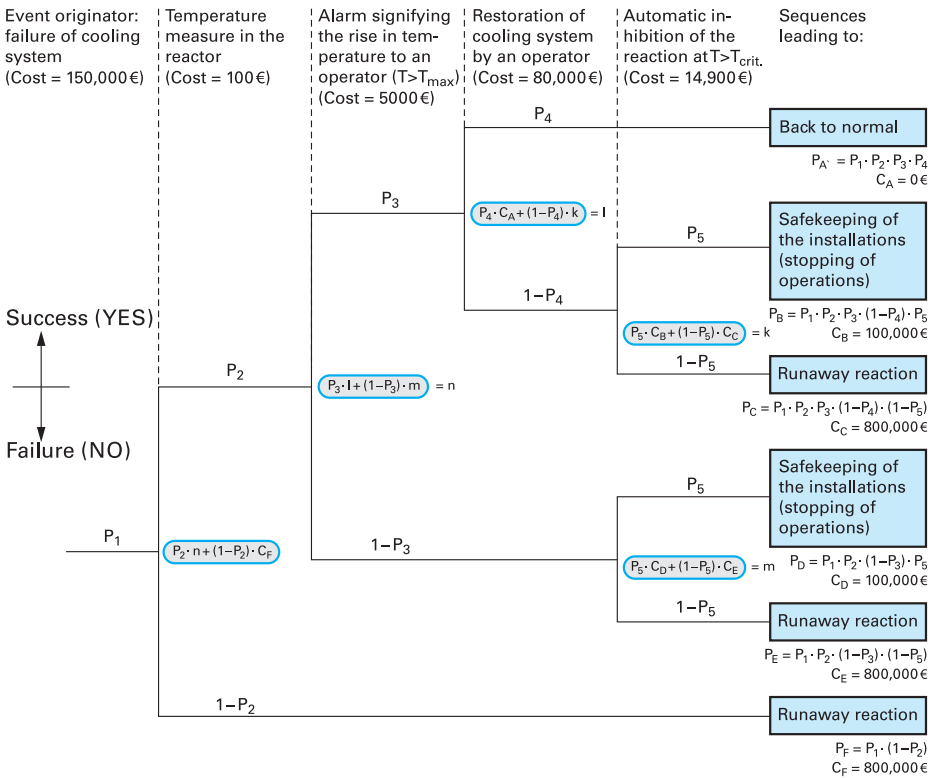 Event originator:
failure of cooling
system
(Cost = 150,000 €)
Temperature
measure in the
reactor
(Cost = 100 €)
Alarm signifying
the rise in tem-
perature to an
operator (T>Tmax)
(Cost = 5000 €)
Restoration of
cooling system
by an operator
(Cost = 80,000 €)
Automatic in-
hibition of the
reaction at T>Tcrit.
(Cost = 14,900 €)
Sequences
leading to:
P4
Back to normal
PA` = P1 · P2 · P3 · P4
CA = 0 €
P3
P4 · CA + (1–P4) · k = l
P5
Safekeeping of
the installations
(stopping of
operations)
1–P4
PB = P1 · P2 · P3 · (1–P4) · P5
CB = 100,000 €
P5 · CB + (1–P5) · CC = k
Success (YES)
1–P5
Runaway reaction
P2
P3 · l + (1–P3) · m = n
PC = P1 · P2 · P3 · (1–P4) · (1–P5)
CC = 800,000 €
Failure (NO)
P5
Safekeeping of
the installations
(stopping of
operations)
P1
P2 · n + (1–P2) · CF
1–P3
PD = P1 · P2 · (1–P3) · P5
CD = 100,000 €
P5 · CD + (1–P5) · CE = m
1–P5
Runaway reaction
PE = P1 · P2 · (1–P3) · (1–P5)
CE = 800,000 €
1–P2
Runaway reaction
PF = P1 · (1–P2)
CF = 800,000 €